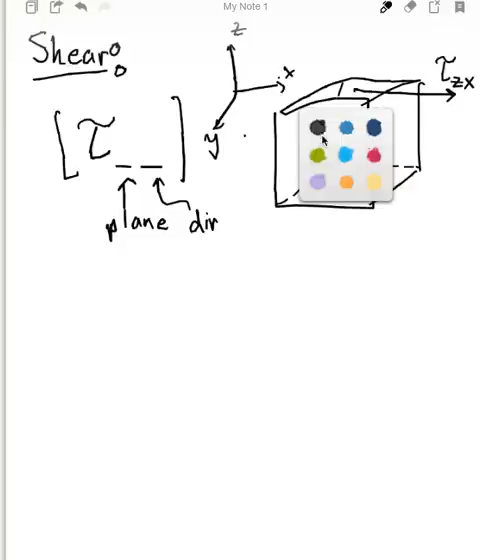 My Note 1
Shear:
z
x
y
[τ_ _]
plane dir
τzx